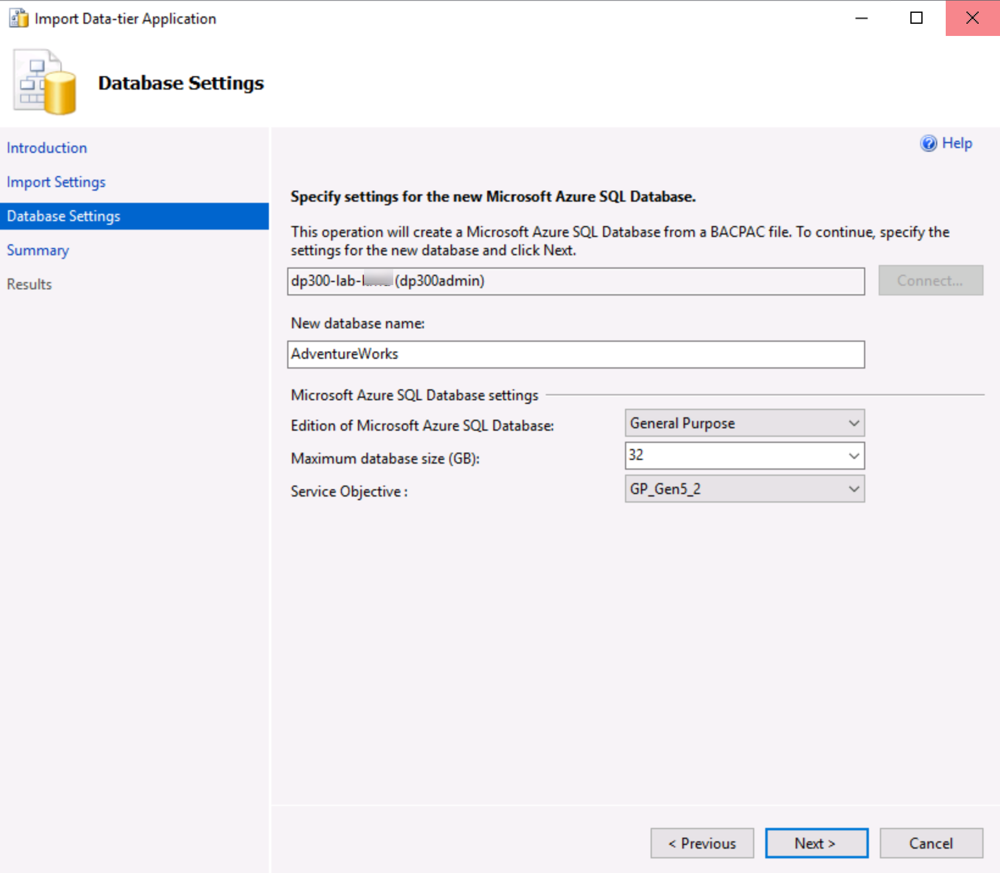 Import Data-tier Application
Database Settings
Introduction
Import Settings
Database Settings
Summary
Results
Help
Specify settings for the new Microsoft Azure SQL Database.
This operation will create a Microsoft Azure SQL Database from a BACPAC file. To continue, specify the
settings for the new database and click Next.
dp300-lab- (dp300admin)
Connect...
New database name:
AdventureWorks
Microsoft Azure SQL Database settings
Edition of Microsoft Azure SQL Database:
General Purpose
Maximum database size (GB):
32
Service Objective :
GP_Gen5_2
< Previous
Next >
Cancel